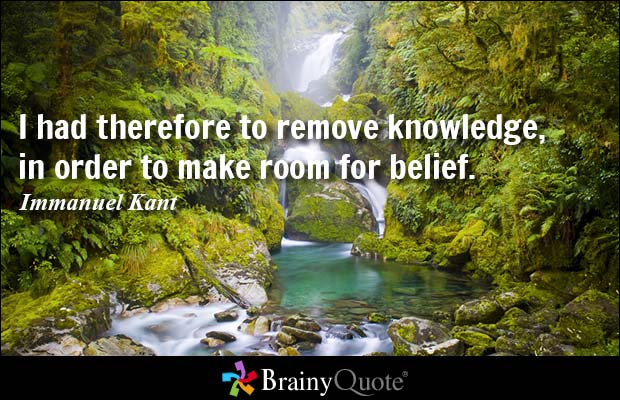 I had therefore to remove knowledge,
in order to make room for belief.
Immanuel Kant
BrainyQuote®